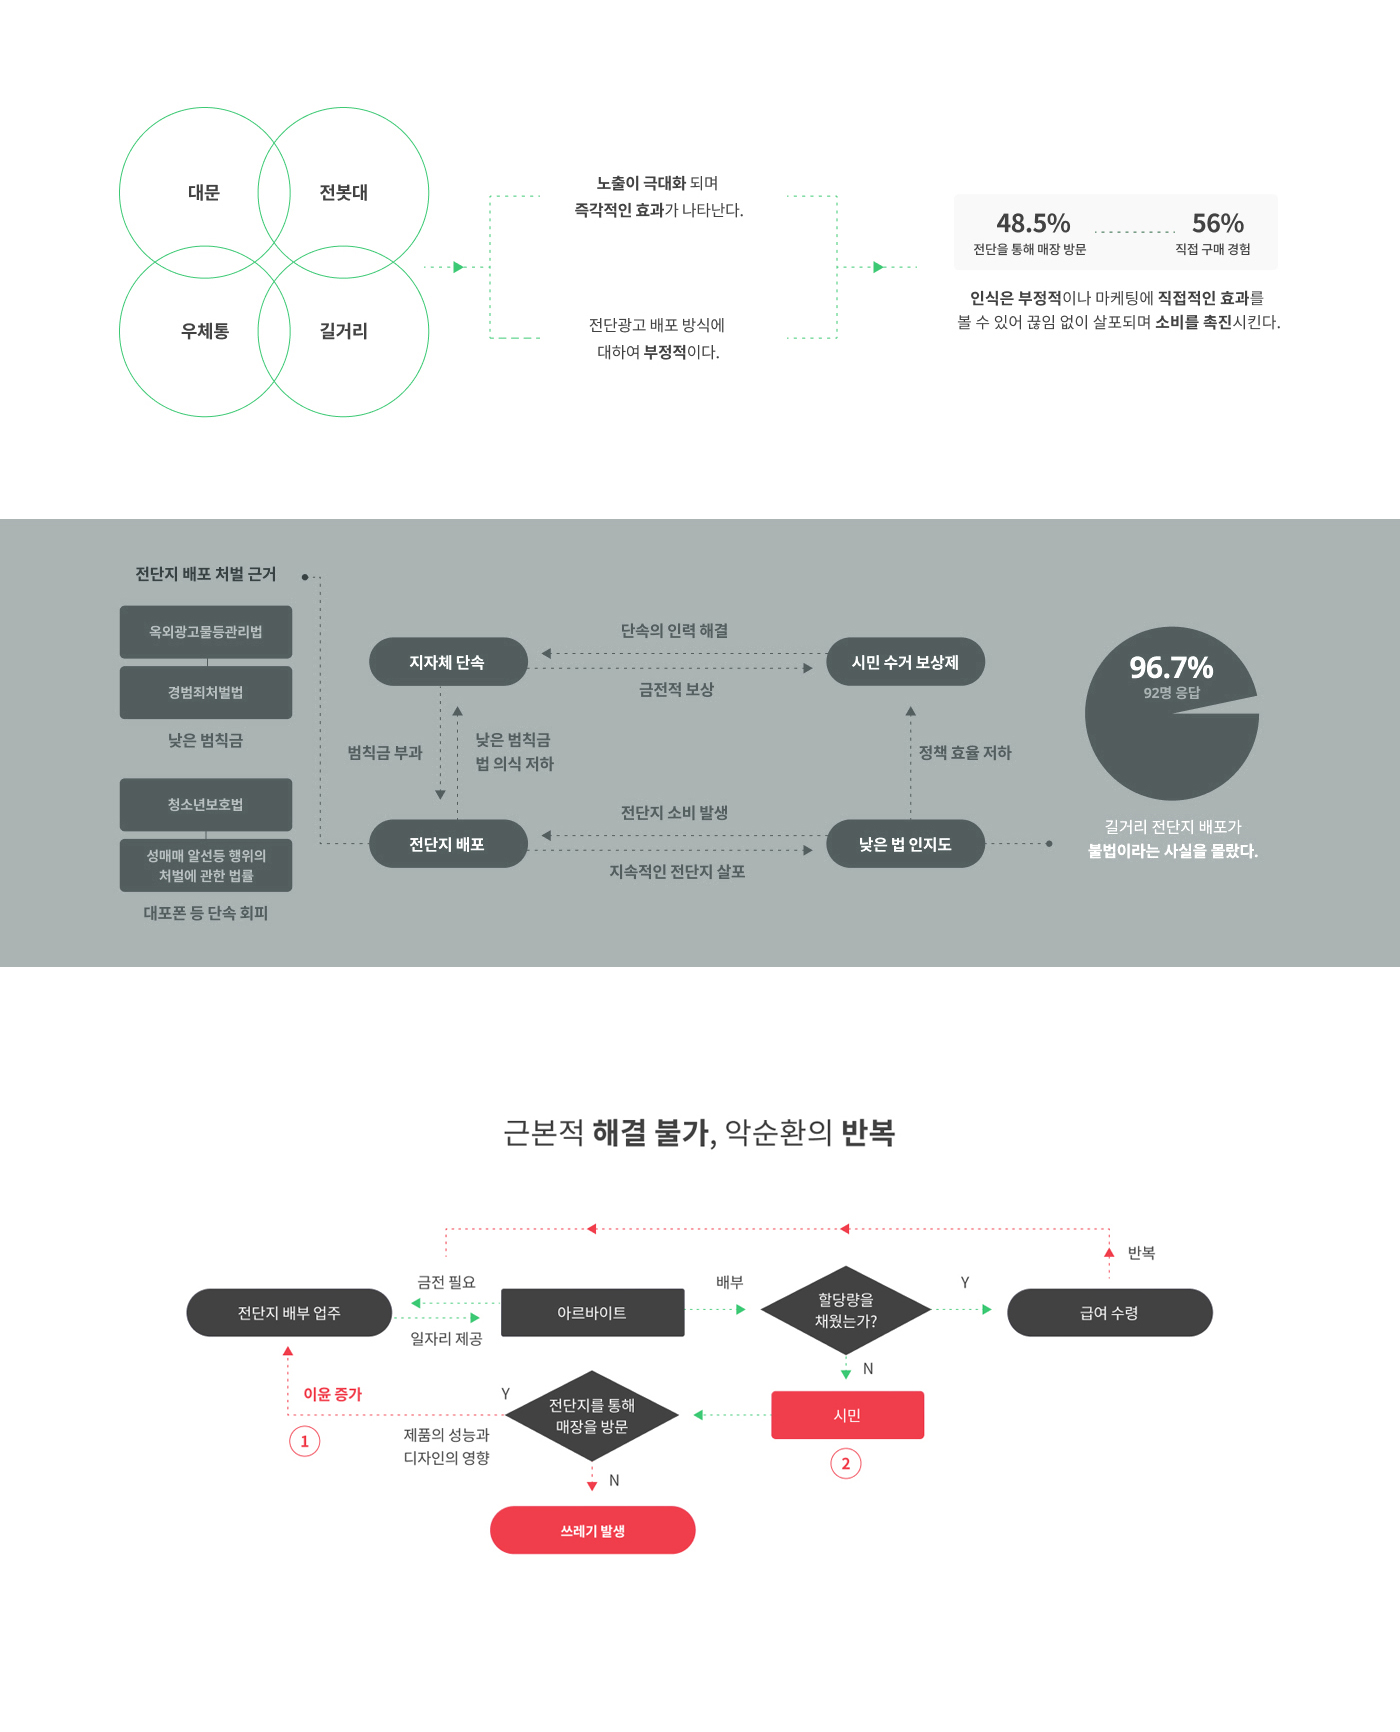 대문
전봇대
우체통
길거리
노출이 극대화 되며
즉각적인 효과가 나타난다.
전단광고 배포 방식에
대하여 부정적이다.
48.5%
전단을 통해 매장 방문
56%
직접 구매 경험
인식은 부정적이나 마케팅에 직접적인 효과를
볼 수 있어 끊임 없이 살포되며 소비를 촉진시킨다.
전단지 배포 처벌 근거
옥외광고물등관리법
경범죄처벌법
낮은 범칙금
청소년보호법
성매매 알선등 행위의
처벌에 관한 법률
대포폰 등 단속 회피
지자체 단속
단속의 인력 해결
금전적 보상
시민 수거 보상제
범칙금 부과
낮은 범칙금
법 의식 저하
정책 효율 저하
전단지 배포
전단지 소비 발생
지속적인 전단지 살포
낮은 법 인지도
96.7%
92명 응답
길거리 전단지 배포가
불법이라는 사실을 몰랐다.
근본적 해결 불가, 악순환의 반복
반복
전단지 배부 업주
금전 필요
일자리 제공
아르바이트
배부
할당량을
채웠는가?
Y
급여 수령
N
시민
2
전단지를 통해
매장을 방문
Y
이윤 증가
1
제품의 성능과
디자인의 영향
N
쓰레기 발생